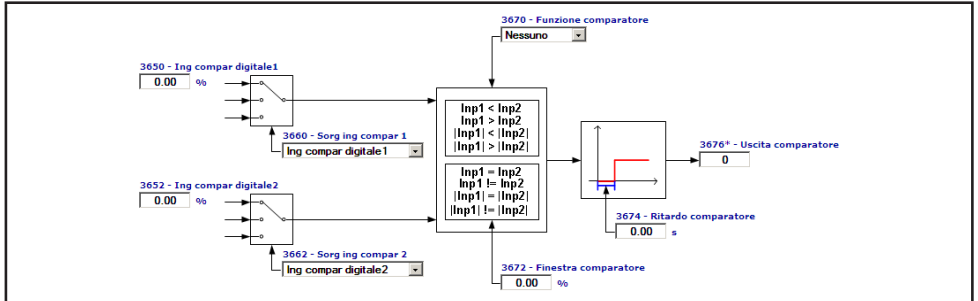 3670 - Funzione comparatore
Nessuno
3650 - Ing compar digitale1
0.00 %
3660 - Sorg ing compar 1
Ing compar digitale1
Inp1 < Inp2
Inp1 > Inp2
|Inp1| < |Inp2|
|Inp1| > |Inp2|
Inp1 = Inp2
Inp1 != Inp2
|Inp1| = |Inp2|
|Inp1| != |Inp2|
3676* - Uscita comparatore
0
3652 - Ing compar digitale2
0.00 %
3674 - Ritardo comparatore
0.00 s
3662 - Sorg ing compar 2
Ing compar digitale2
3672 - Finestra comparatore
0.00 %